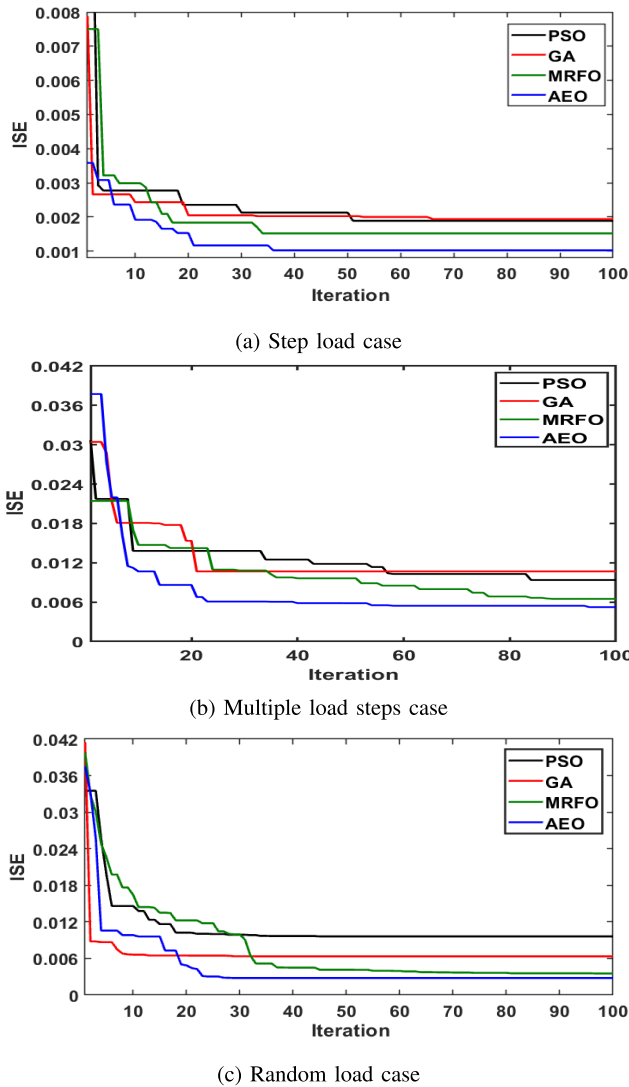 0.008
0.007
0.006
0.005
0.004
0.003
0.002
0.001
ISE
PSO
GA
MRFO
AEO
10 20 30 40 50 60 70 80 90 100
Iteration
(a) Step load case
0.042
0.036
0.03
0.024
0.018
0.012
0.006
0
ISE
PSO
GA
MRFO
AEO
20 40 60 80 100
Iteration
(b) Multiple load steps case
0.042
0.036
0.03
0.024
0.018
0.012
0.006
0
ISE
PSO
GA
MRFO
AEO
10 20 30 40 50 60 70 80 90 100
Iteration
(c) Random load case